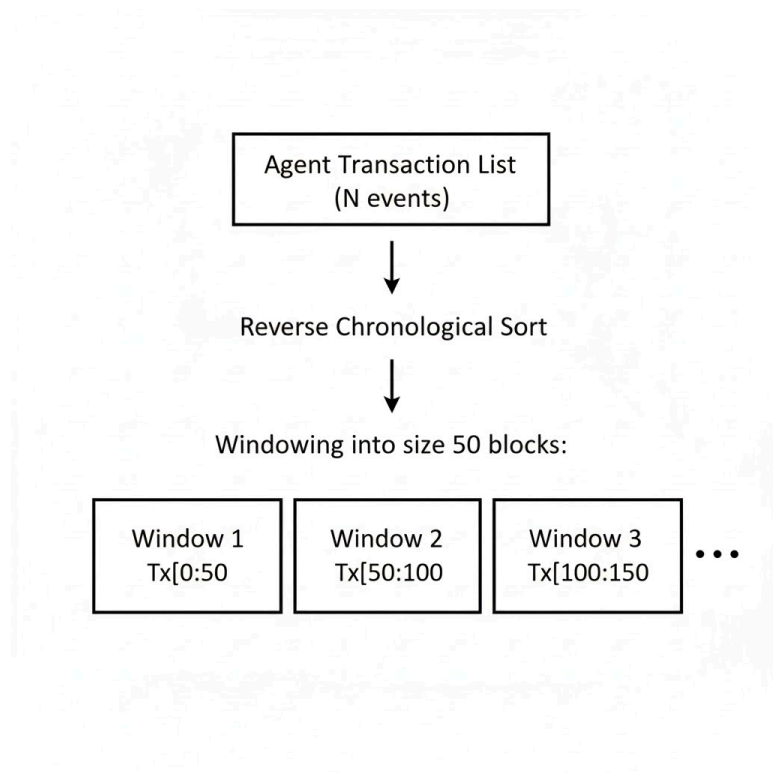 Agent Transaction List
(N events)
Reverse Chronological Sort
Windowing into size 50 blocks:
Window 1
Tx[0:50
Window 2
Tx[50:100
Window 3
Tx[100:150
•••